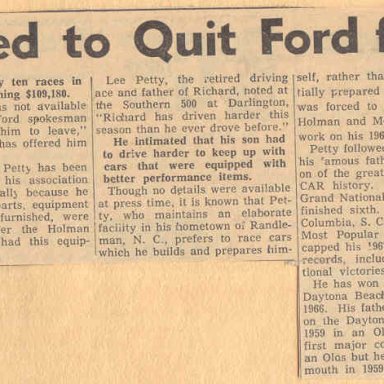 ed to Quit Ford f
y ten races in
ning $109,180.
as not available
Ford spokesman
him to leave,"
has offered him
Petty has been
his association
ially because he
parts, equipment
furnished, were
er the Holman
had this equip-
Lee Petty, the retired driving
ace and father of Richard, noted at
the Southern 500 at Darlington,
"Richard has driven harder this
season than he ever drove before."
He intimated that his son had
to drive harder to keep up with
cars that were equipped with
better performance items.
Though no details were available
at press time, it is known that Pet-
ty, who maintains an elaborate
facility in his hometown of Randle-
man, N. C., prefers to race cars
which he builds and prepares him-
self, rather tha
tially prepared
was forced to
Holman and M
work on his 196
Petty followed
his 'amous fath
on of the great
CAR history.
Grand National
finished sixth.
Columbia, S. C
Most Popular
capped his '96
records, includ
tional victories
He has won
Daytona Beach
1966. His fathe
on the Dayton
1959 in an Ol
first major co
an Olds but he
mouth in 1959